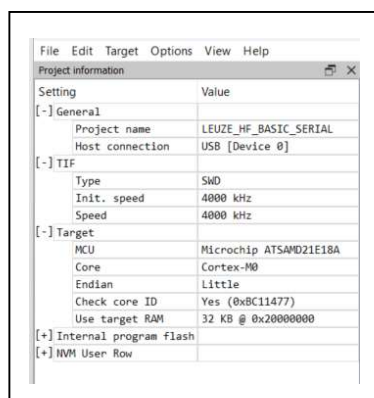 File Edit Target Options View Help
Project information
Setting Value
[-] General
Project name LEUZE_HF_BASIC_SERIAL
Host connection USB [Device 0]
[-] TIF
Type SWD
Init. speed 4000 kHz
Speed 4000 kHz
[-] Target
MCU Microchip ATSAMD21E18A
Core Cortex-M0
Endian Little
Check core ID Yes (0xBC11477)
Use target RAM 32 KB @ 0x20000000
[+] Internal program flash
[+] NVM User Row